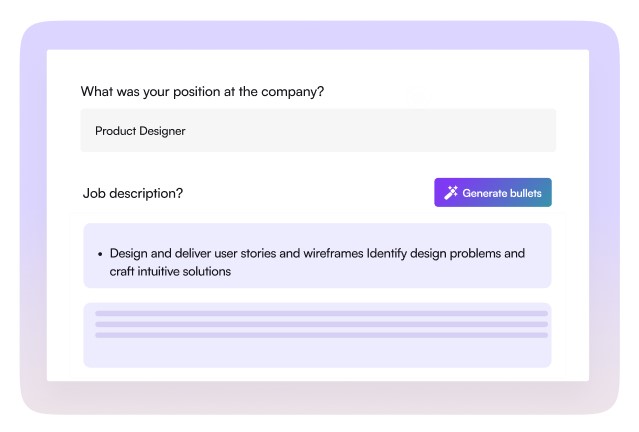 What was your position at the company?
Product Designer
Job description?
Generate bullets
• Design and deliver user stories and wireframes Identify design problems and
craft intuitive solutions